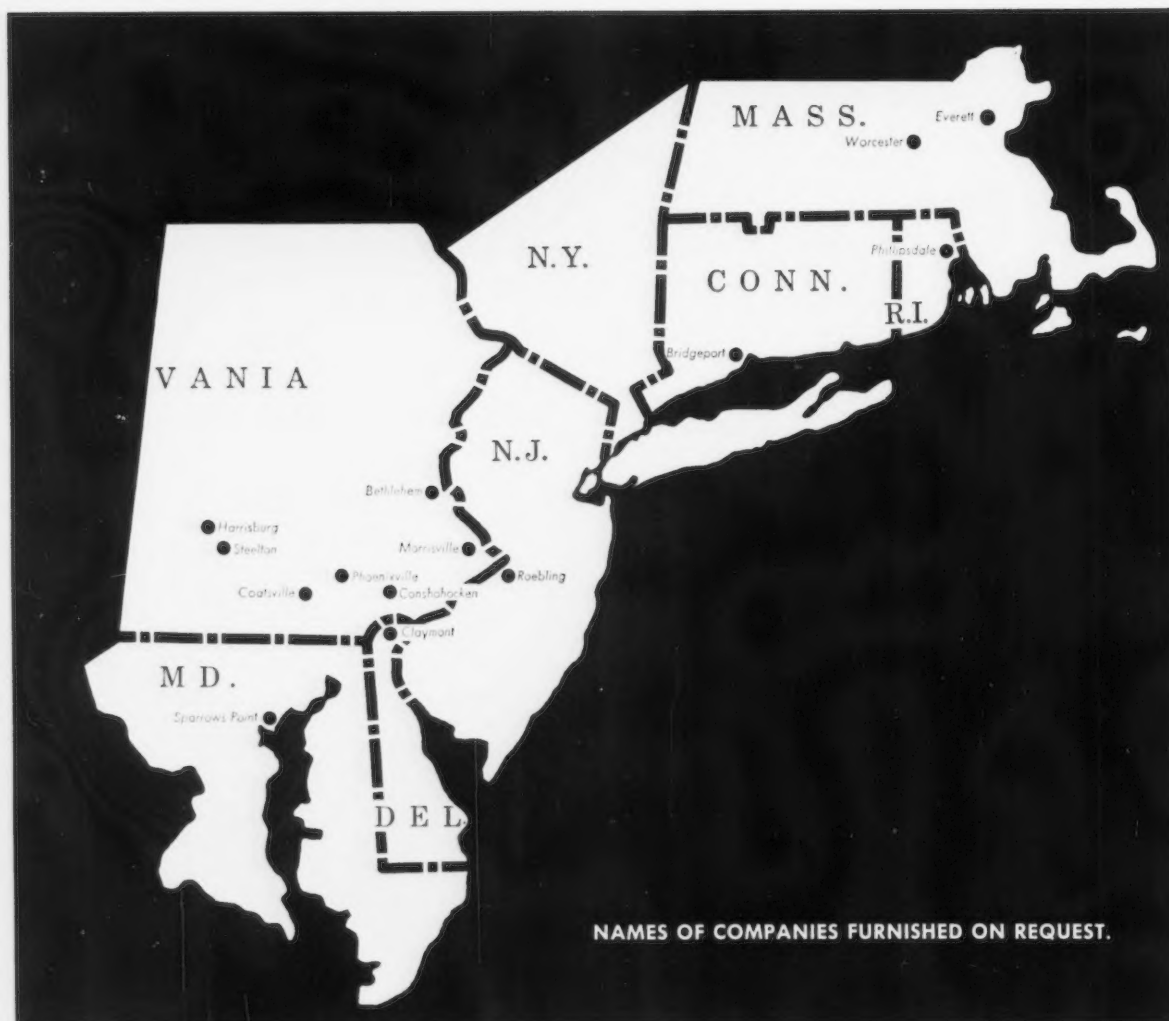 MASS.
Everett
Worcester
N.Y.
Phillipsdale
CONN.
R.I.
Bridgeport
VANIA
N.J.
Bethlehem
Harrisburg
Steelton
Morrisville
Phoenixville
Roebling
Coatsville
Conshohocken
Claymont
MD.
Sparrows Point
DEL.
NAMES OF COMPANIES FURNISHED ON REQUEST.